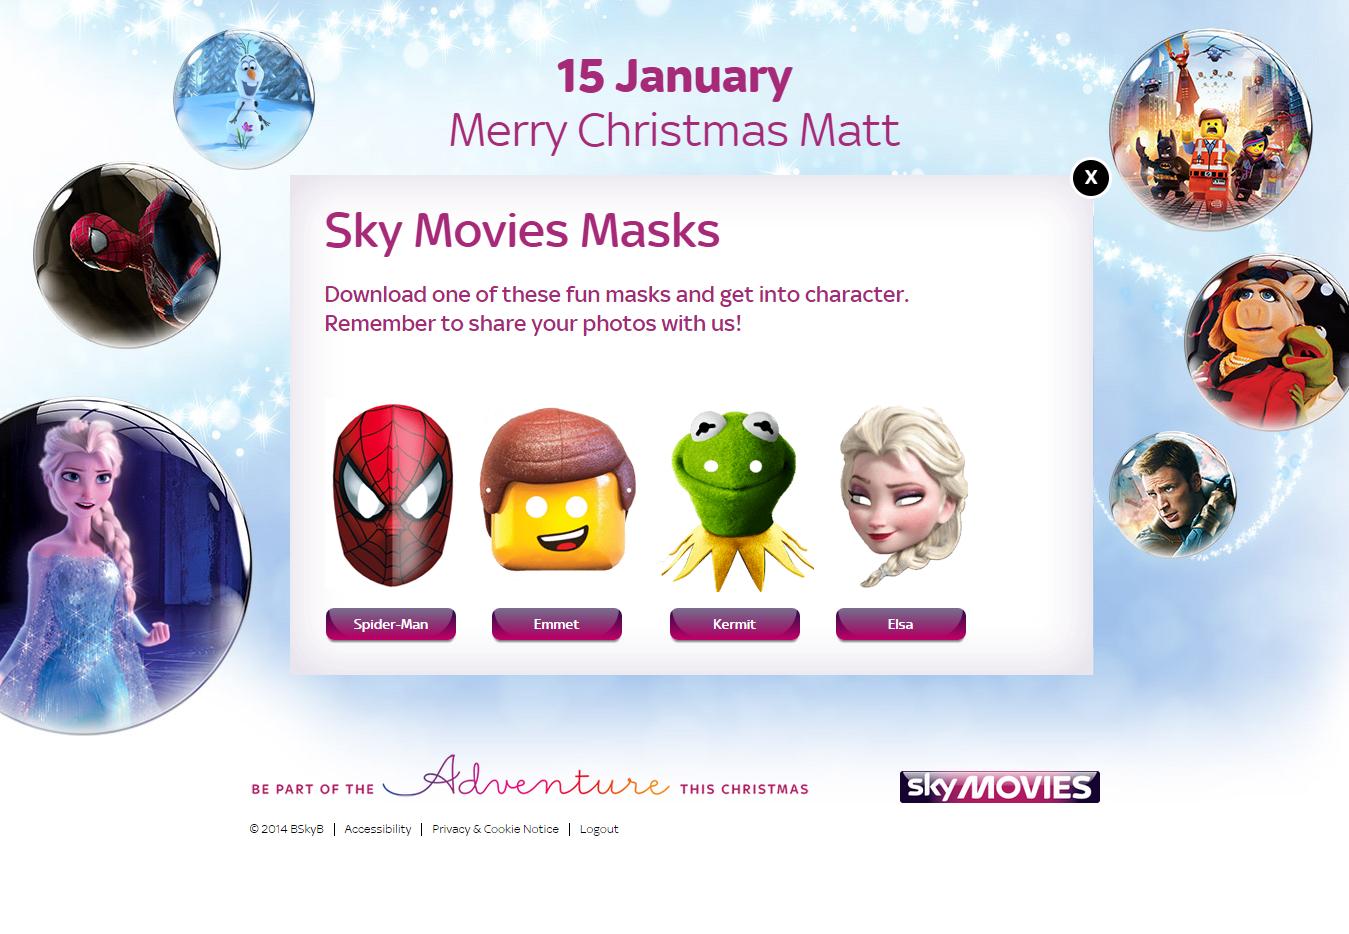 15 January
Merry Christmas Matt
X
Sky Movies Masks
Download one of these fun masks and get into character.
Remember to share your photos with us!
Spider-Man
Emmet
Kermit
Elsa
BE PART OF THE Adventure THIS CHRISTMAS
sky MOVIES
© 2014 BSkyB | Accessibility | Privacy & Cookie Notice | Logout